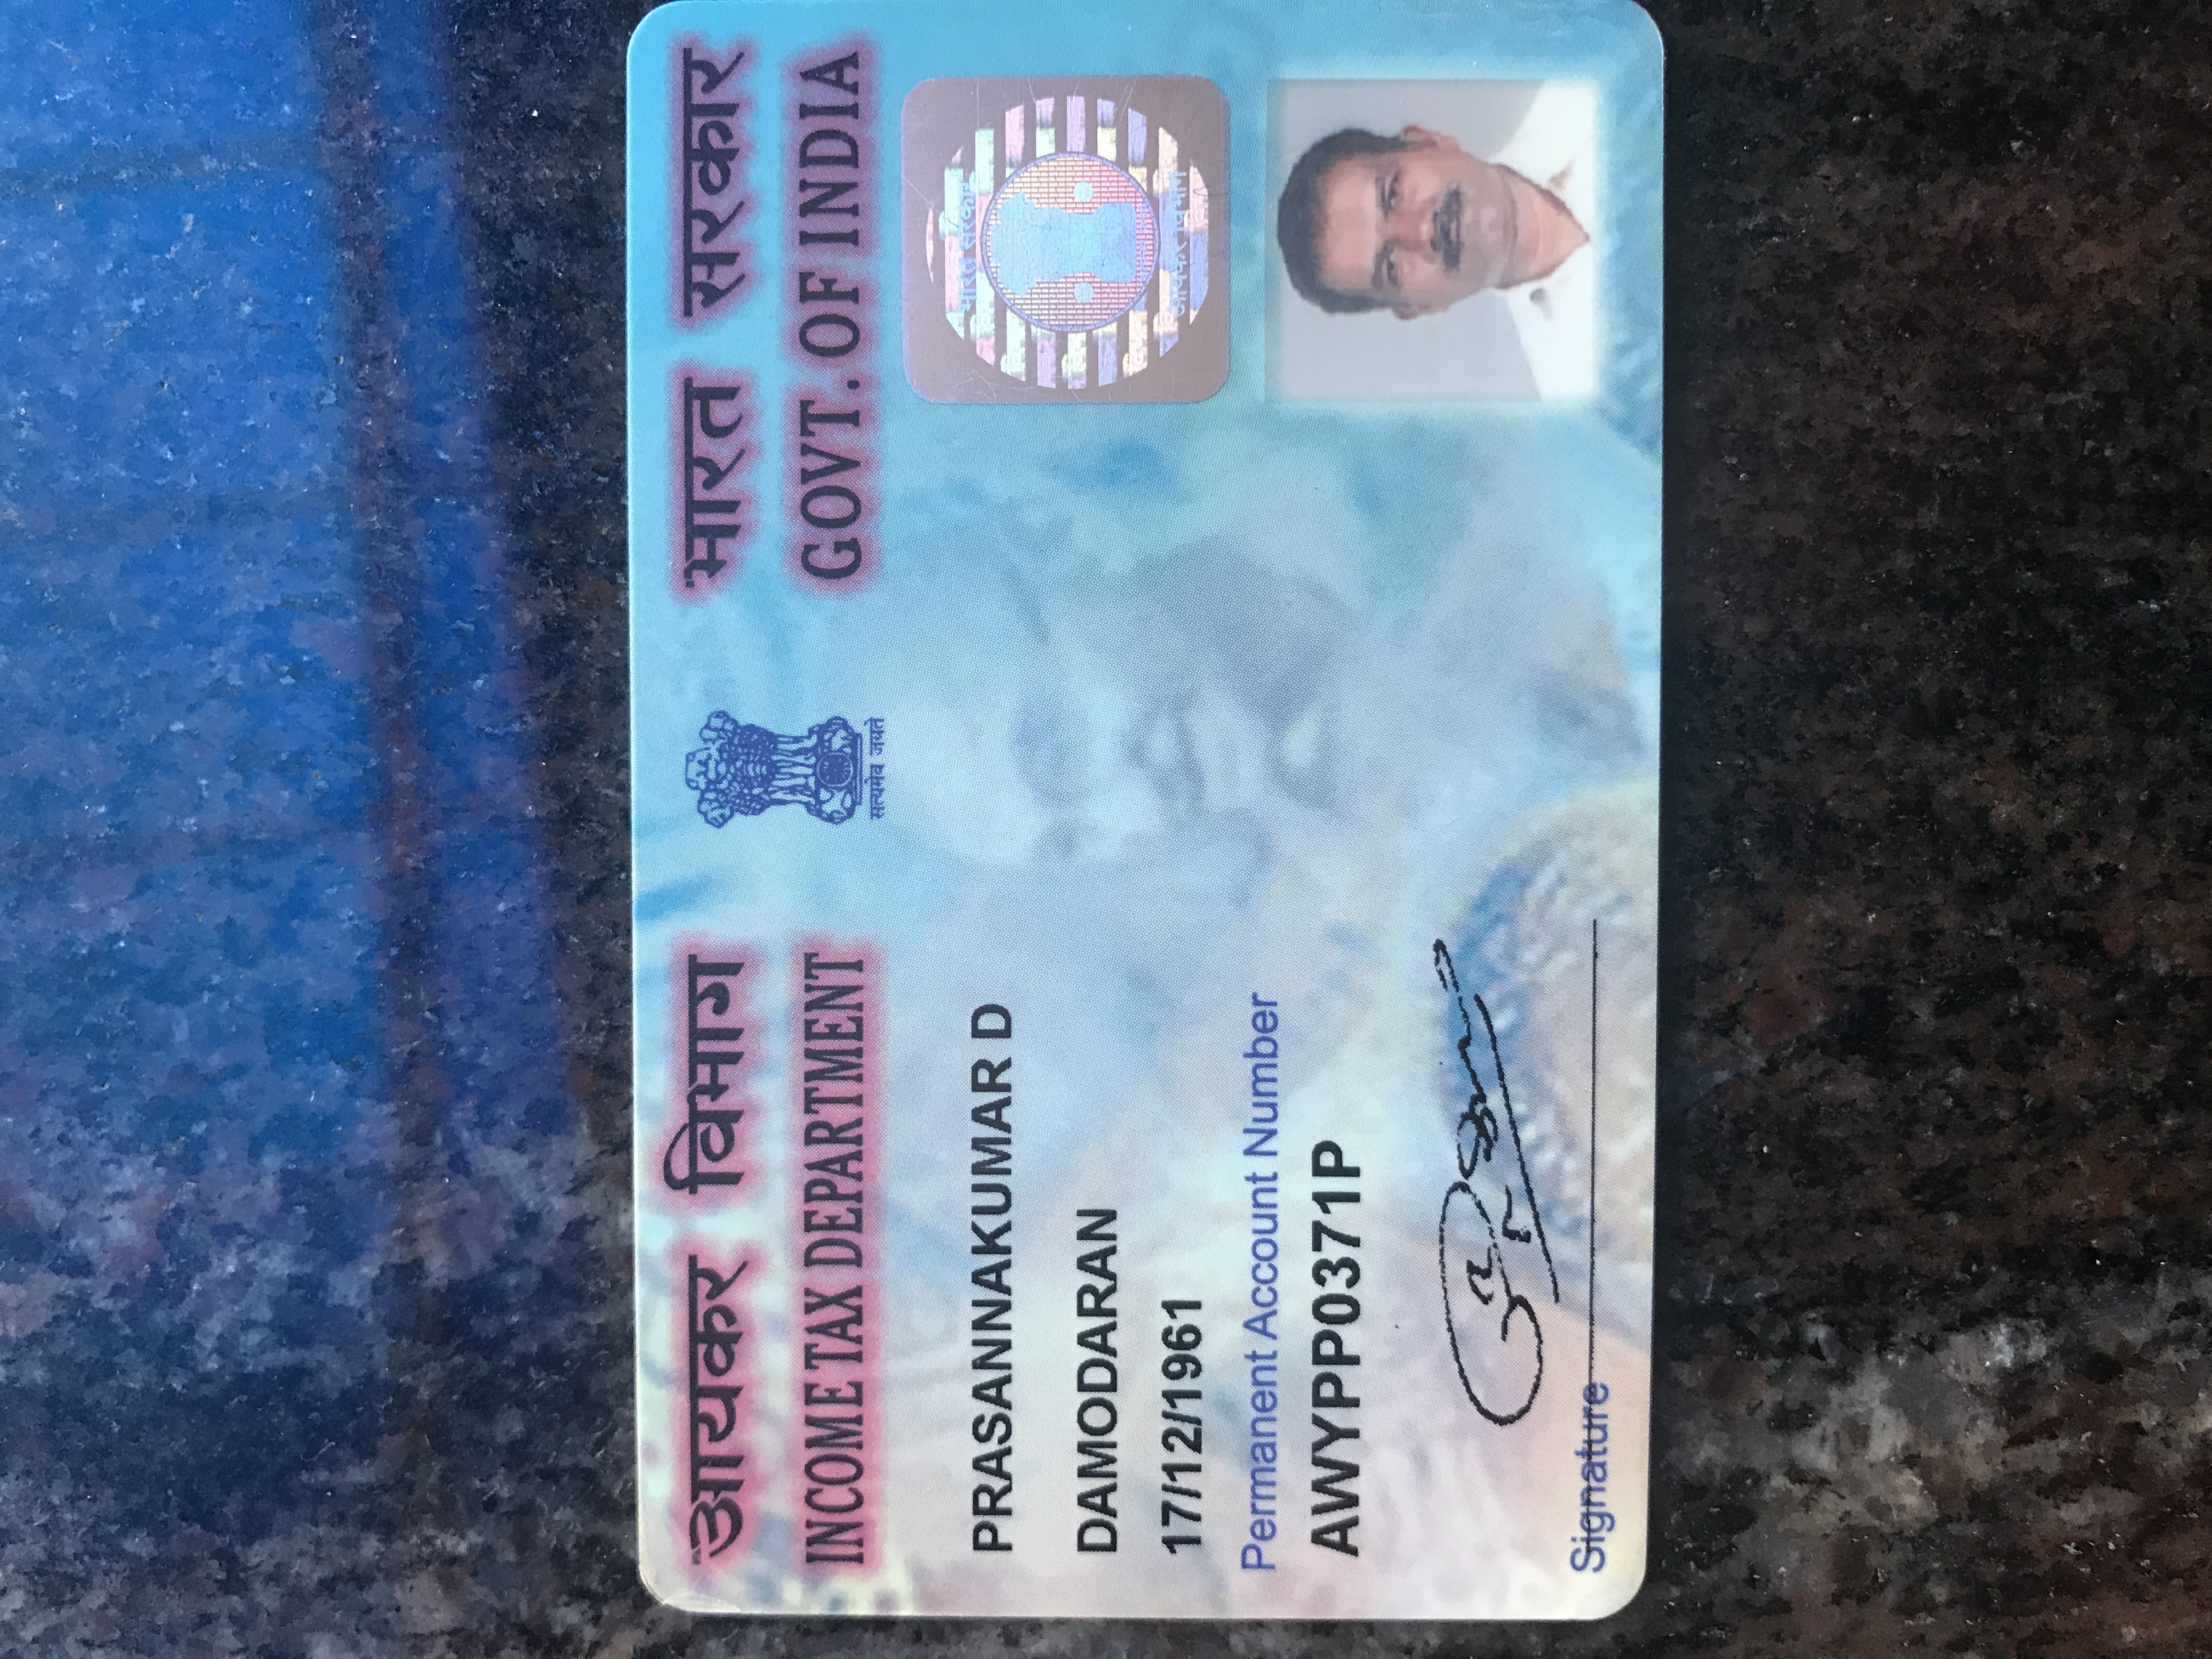 आयकर विभाग
INCOME TAX DEPARTMENT
सत्यमेव जयते
भारत सरकार
GOVT. OF INDIA
भारत सरकार
आयकर विभाग
PRASANNAKUMAR D
DAMODARAN
17/12/1961
Permanent Account Number
AWYPP0371P
Signature